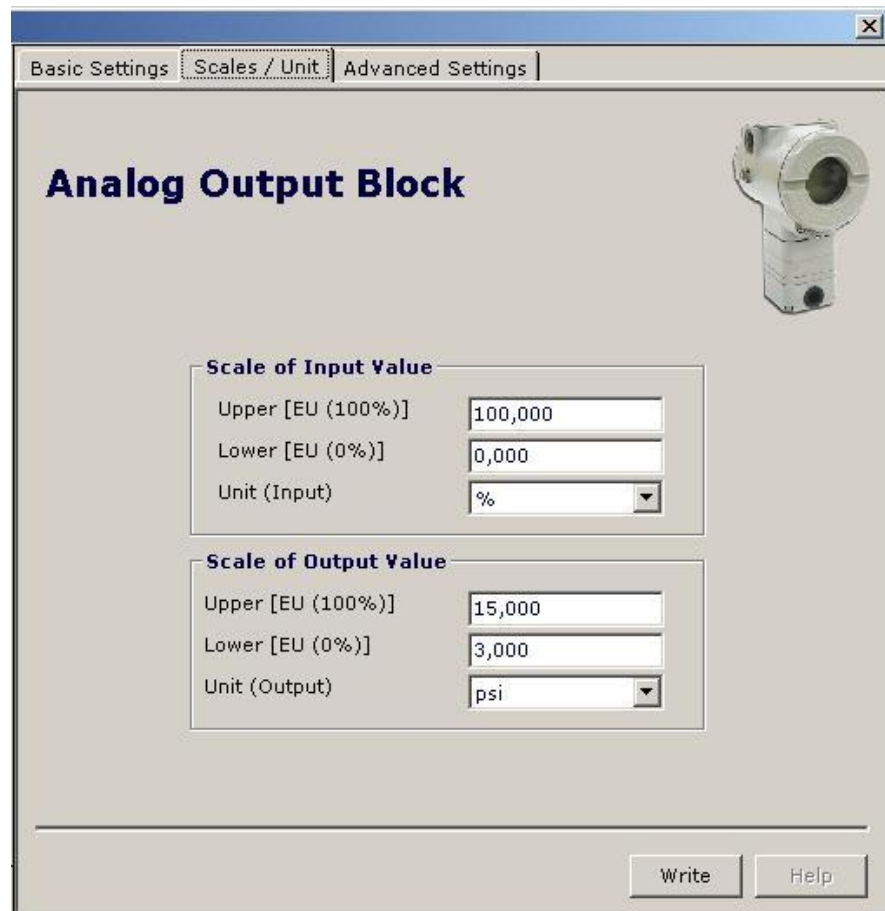 Basic Settings Scales / Unit Advanced Settings
Analog Output Block
Scale of Input Value
Upper [EU (100%)] 100,000
Lower [EU (0%)] 0,000
Unit (Input) %
Scale of Output Value
Upper [EU (100%)] 15,000
Lower [EU (0%)] 3,000
Unit (Output) psi
Write Help